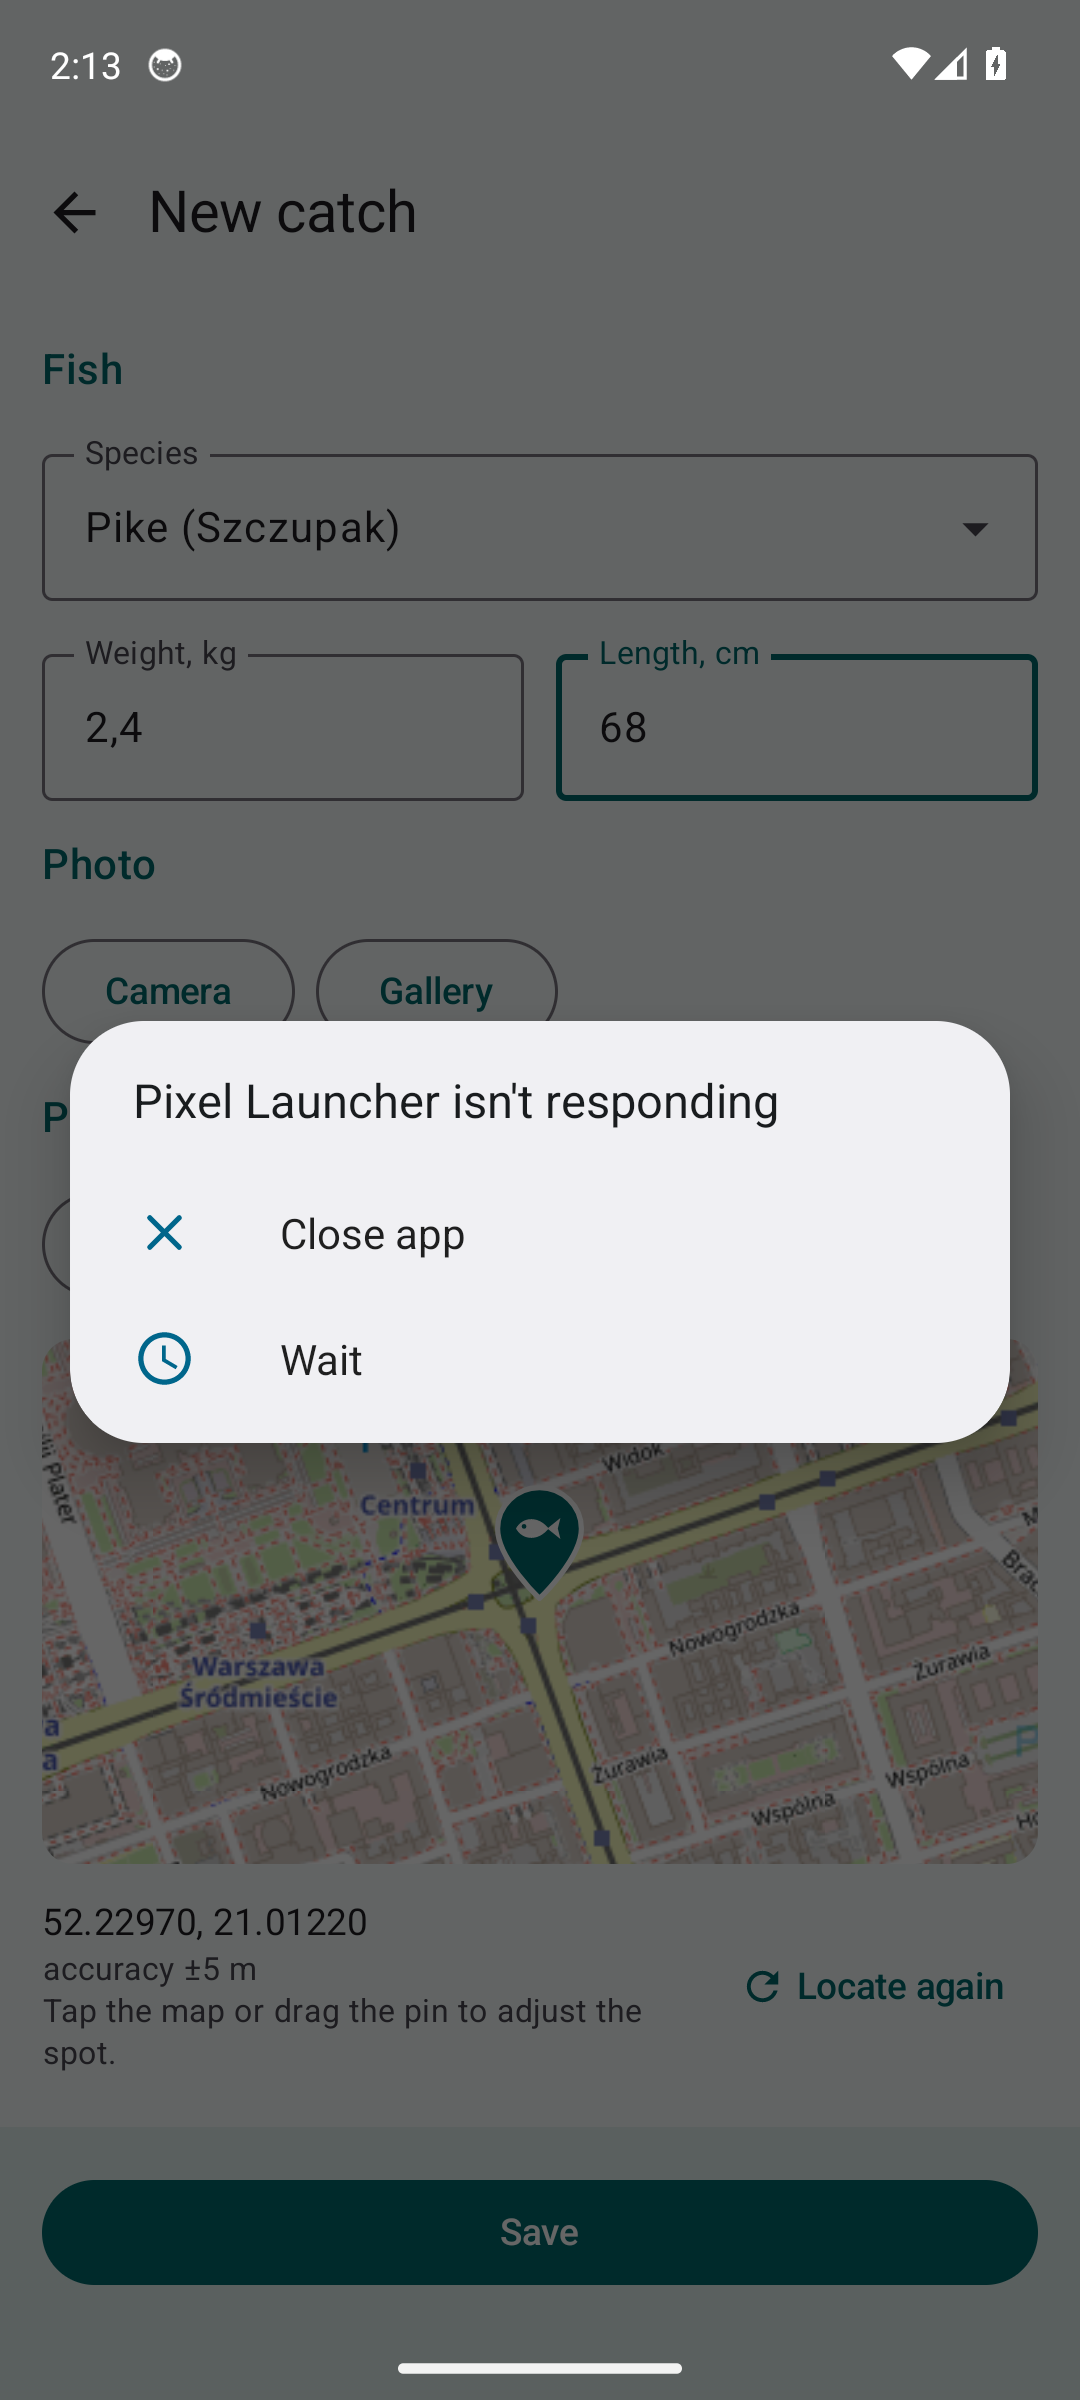 2:13
New catch
Fish
Species
Pike (Szczupak)
Weight, kg
2,4
Length, cm
68
Photo
Camera
Gallery
P
Pixel Launcher isn't responding
Close app
Wait
Widok
Centrum
Warszawa
Śródmieście
Nowogrodzka
Żurawia
Nowogrodzka
Żurawia
Wspólna
Wspólna
a
a
P
52.22970, 21.01220
accuracy ±5 m
Tap the map or drag the pin to adjust the
spot.
Locate again
Save